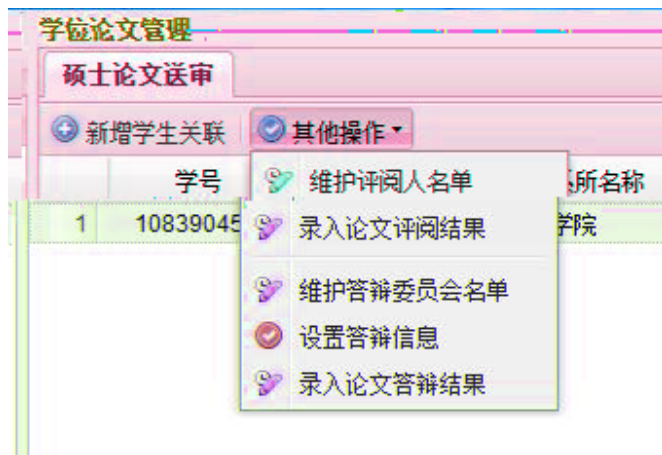 学位论文管理
硕士论文送审
新增学生关联 其他操作
学号 维护评阅人名单 所名称
1 10839045 录入论文评阅结果 学院
维护答辩委员会名单
设置答辩信息
录入论文答辩结果